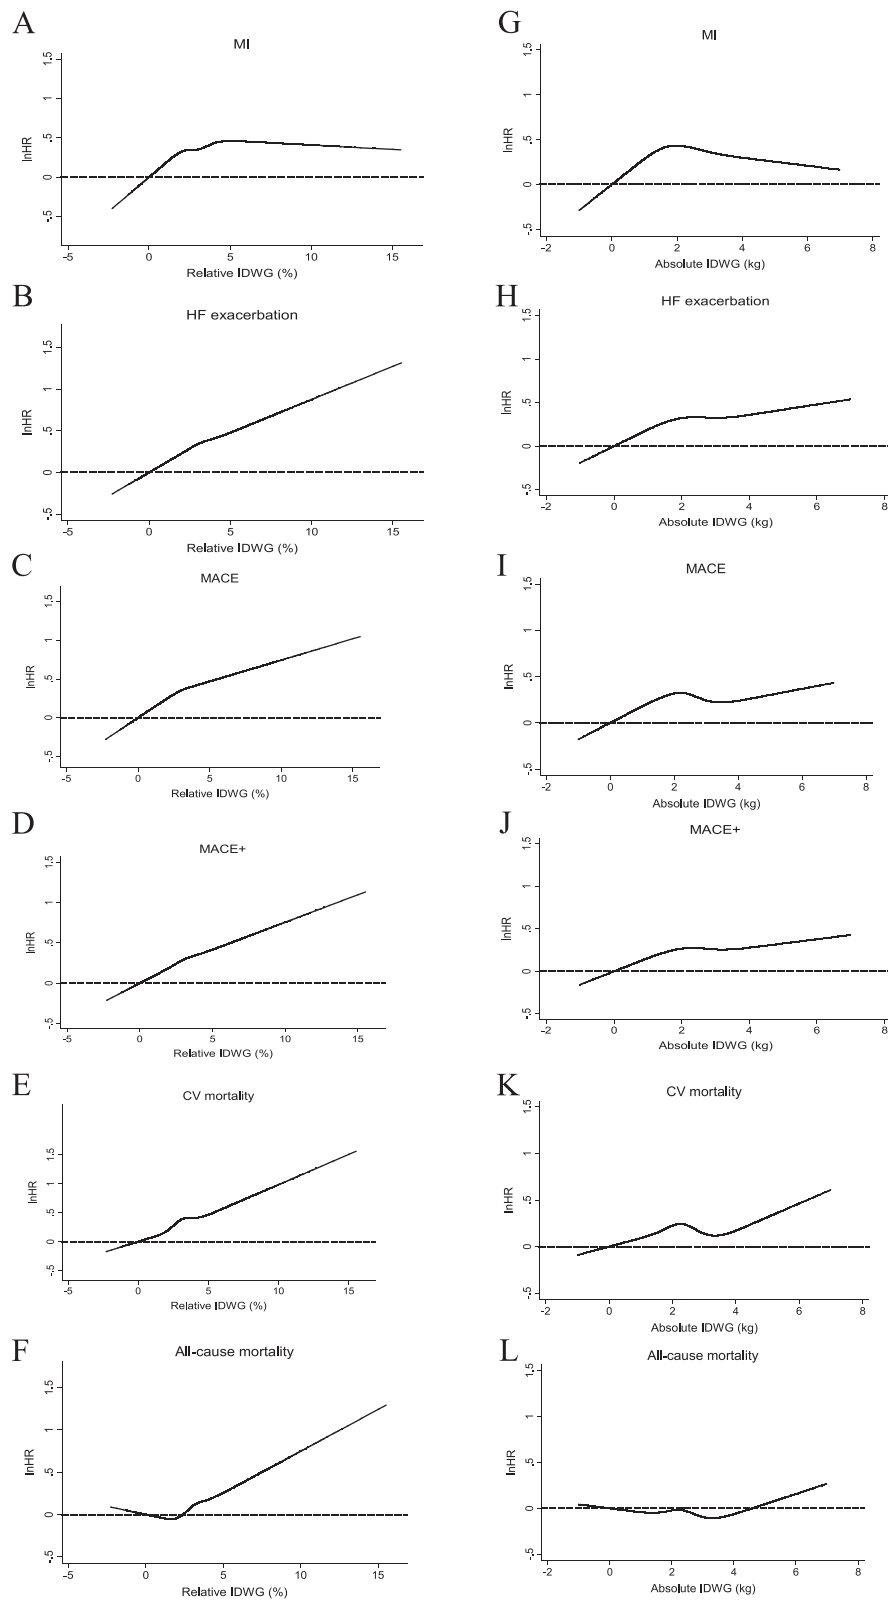 A
MI
lnHR
1.5
1
.5
0
-.5
-5
0
5
10
15
Relative IDWG (%)
B
HF exacerbation
lnHR
1.5
1
.5
0
-.5
-5
0
5
10
15
Relative IDWG (%)
C
MACE
lnHR
1.5
1
.5
0
-.5
-5
0
5
10
15
Relative IDWG (%)
D
MACE+
lnHR
1.5
1
.5
0
-.5
-5
0
5
10
15
Relative IDWG (%)
E
CV mortality
lnHR
1.5
1
.5
0
-.5
-5
0
5
10
15
Relative IDWG (%)
F
All-cause mortality
lnHR
1.5
1
.5
0
-.5
-5
0
5
10
15
Relative IDWG (%)
G
MI
lnHR
1.5
1
.5
0
-.5
-2
0
2
4
6
8
Absolute IDWG (kg)
H
HF exacerbation
lnHR
1.5
1
.5
0
-.5
-2
0
2
4
6
8
Absolute IDWG (kg)
I
MACE
lnHR
1.5
1
.5
0
-.5
-2
0
2
4
6
8
Absolute IDWG (kg)
J
MACE+
lnHR
1.5
1
.5
0
-.5
-2
0
2
4
6
8
Absolute IDWG (kg)
K
CV mortality
lnHR
1.5
1
.5
0
-.5
-2
0
2
4
6
8
Absolute IDWG (kg)
L
All-cause mortality
lnHR
1.5
1
.5
0
-.5
-2
0
2
4
6
8
Absolute IDWG (kg)